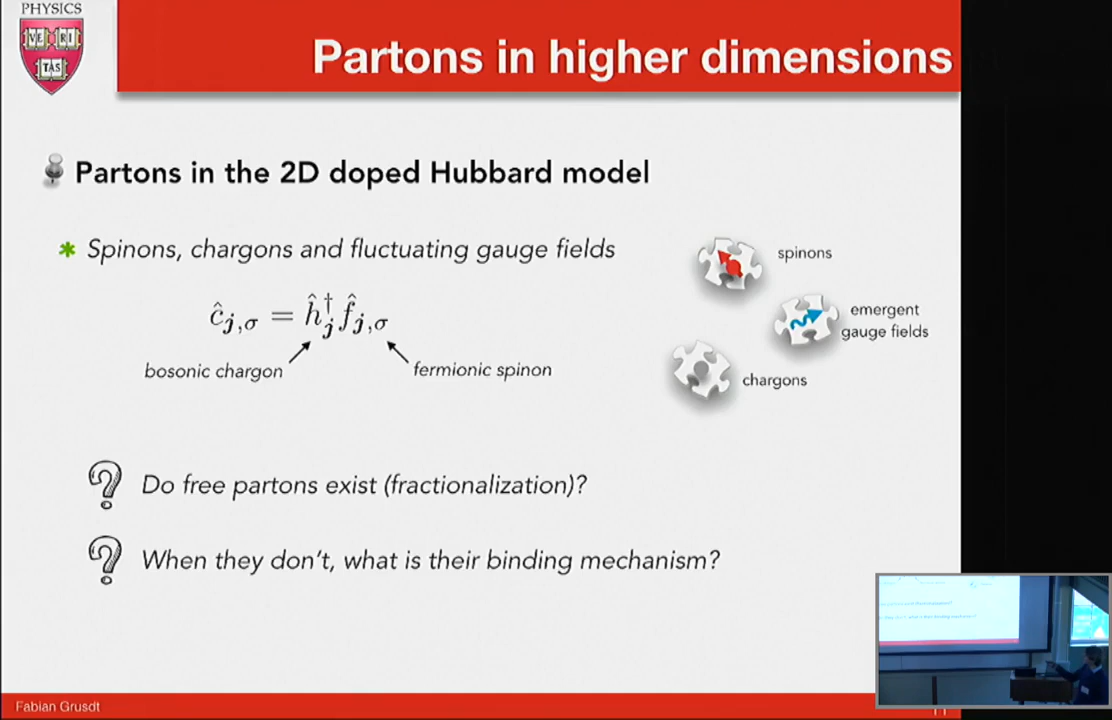 PHYSICS
VE RI
TAS
Partons in higher dimensions
Partons in the 2D doped Hubbard model
* Spinons, chargons and fluctuating gauge fields
ĉ_{j,σ} = ĥ_j^† f̂_{j,σ}
bosonic chargon
fermionic spinon
spinons
emergent
gauge fields
chargons
? Do free partons exist (fractionalization)?
? When they don't, what is their binding mechanism?
Fabian Grusdt